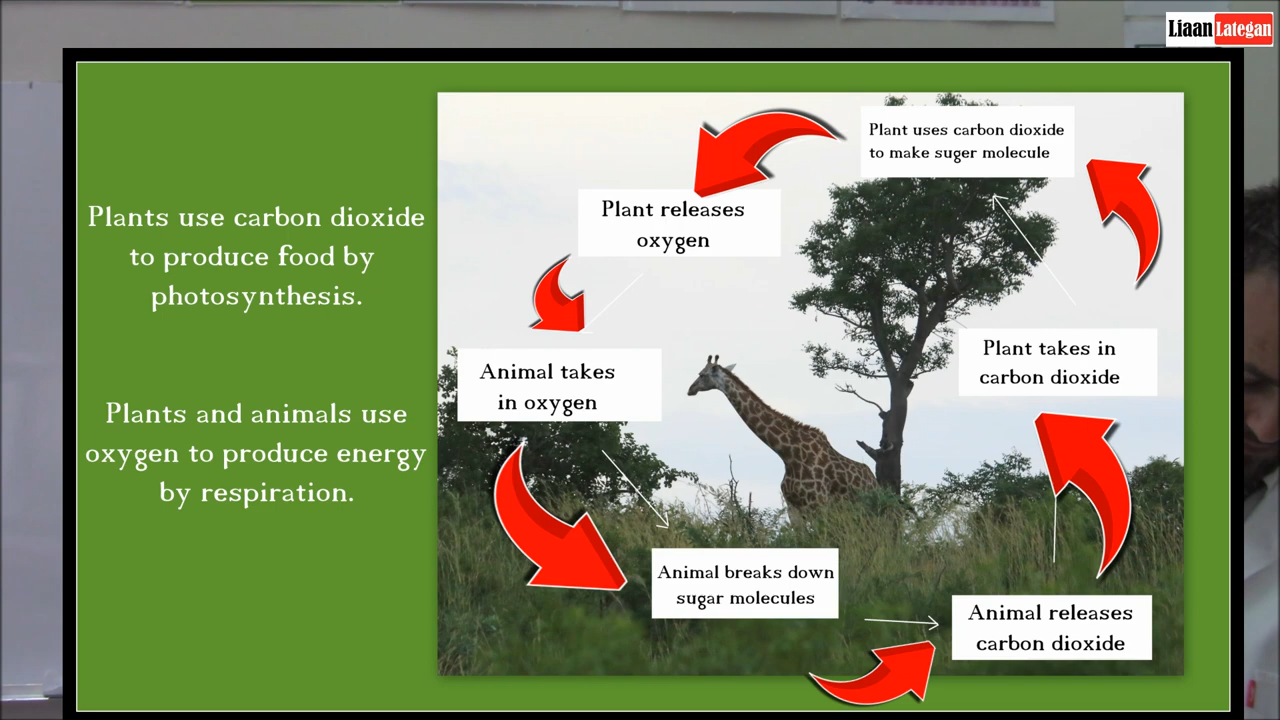 Liaan Lategan
Plants use carbon dioxide
to produce food by
photosynthesis.
Plants and animals use
oxygen to produce energy
by respiration.
Plant uses carbon dioxide
to make suger molecule
Plant releases
oxygen
Animal takes
in oxygen
Animal breaks down
sugar molecules
Animal releases
carbon dioxide
Plant takes in
carbon dioxide